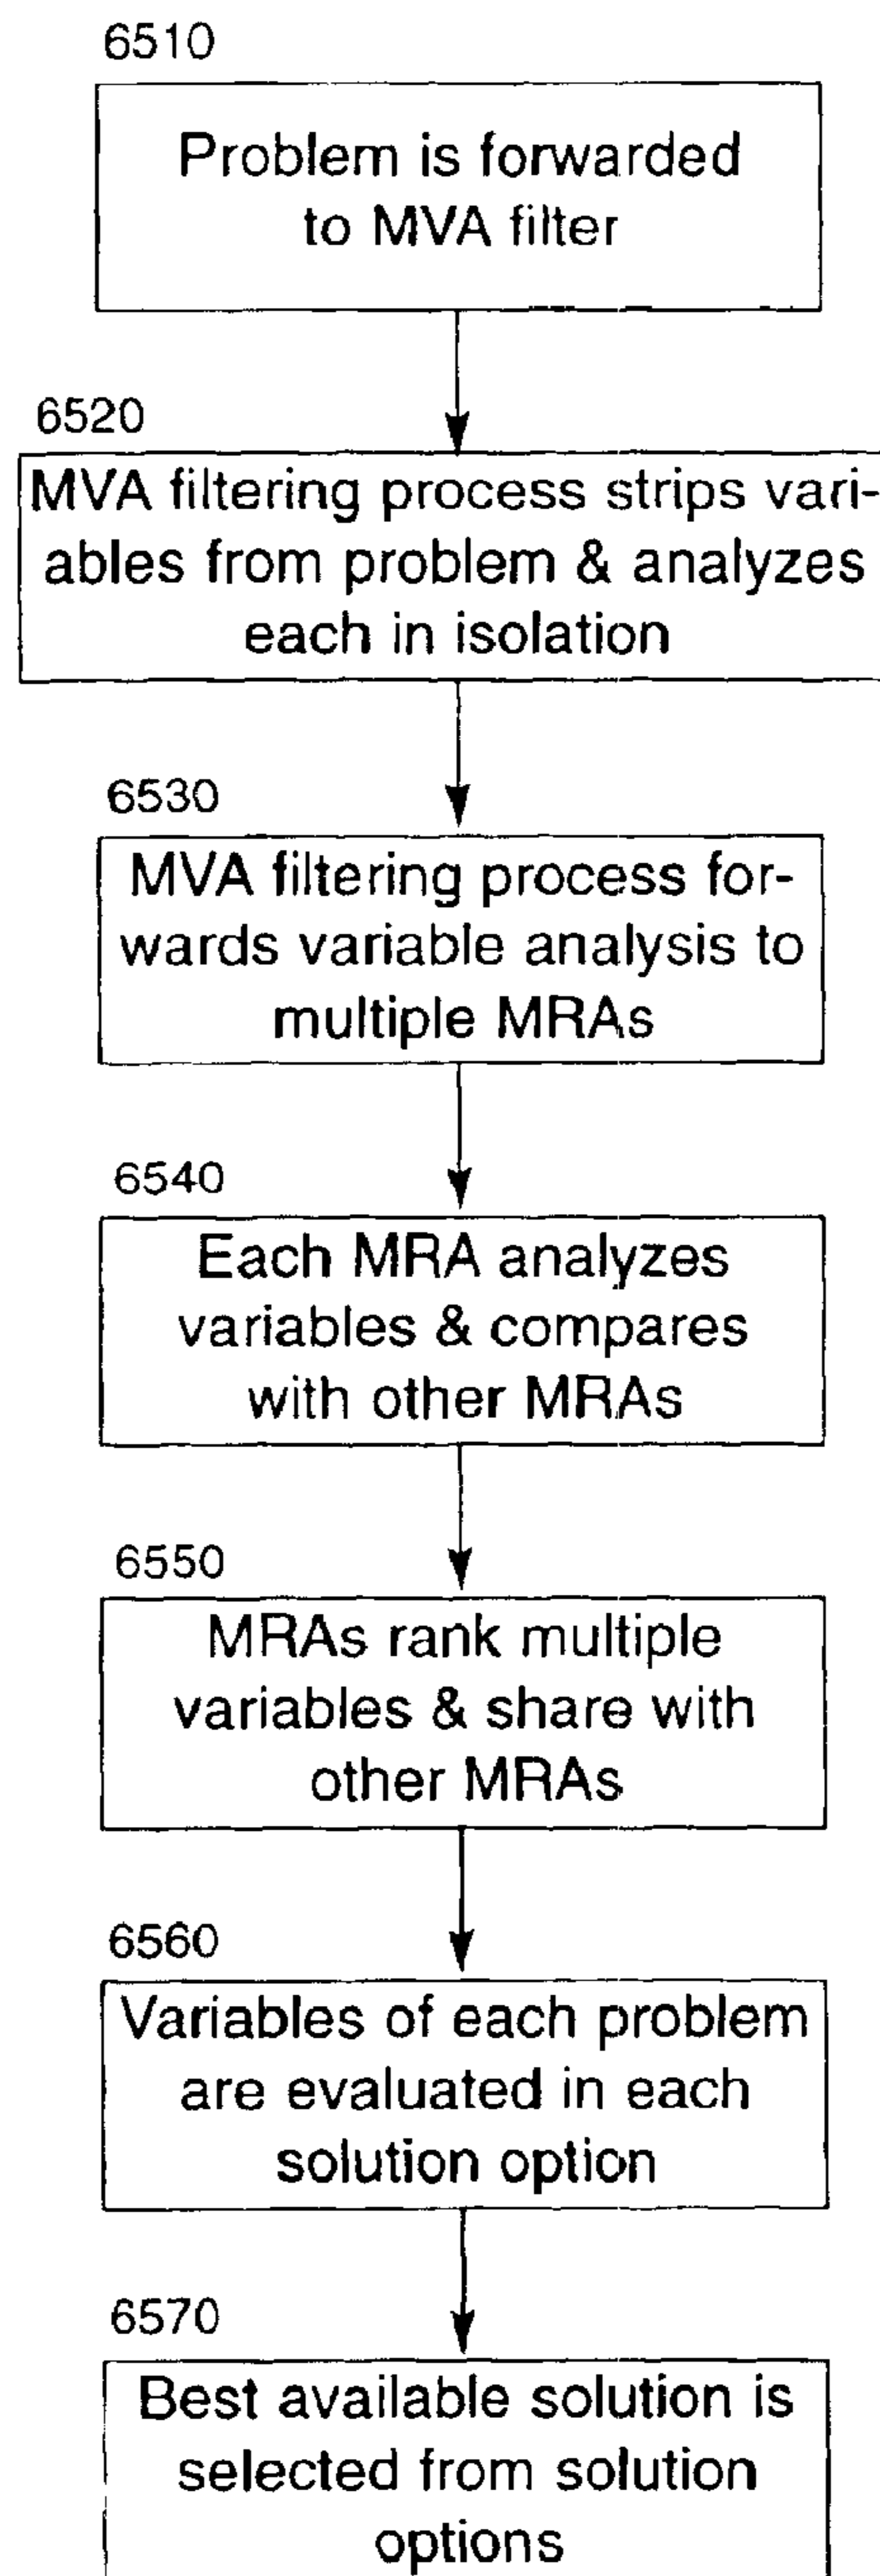 6510
Problem is forwarded
to MVA filter
6520
MVA filtering process strips vari-
ables from problem & analyzes
each in isolation
6530
MVA filtering process for-
wards variable analysis to
multiple MRAs
6540
Each MRA analyzes
variables & compares
with other MRAs
6550
MRAs rank multiple
variables & share with
other MRAs
6560
Variables of each problem
are evaluated in each
solution option
6570
Best available solution is
selected from solution
options